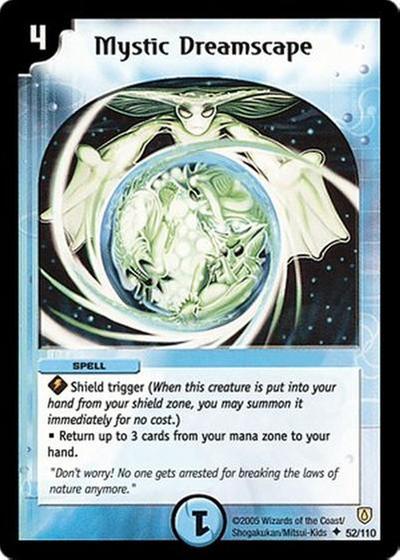 4
Mystic Dreamscape
SPELL
Shield trigger (When this creature is put into your
hand from your shield zone, you may summon it
immediately for no cost.)
▪ Return up to 3 cards from your mana zone to your
hand.
"Don't worry! No one gets arrested for breaking the laws of
nature anymore."
1
©2005 Wizards of the Coast/
Shogakukan/Mitsui-Kids ✦ 52/110